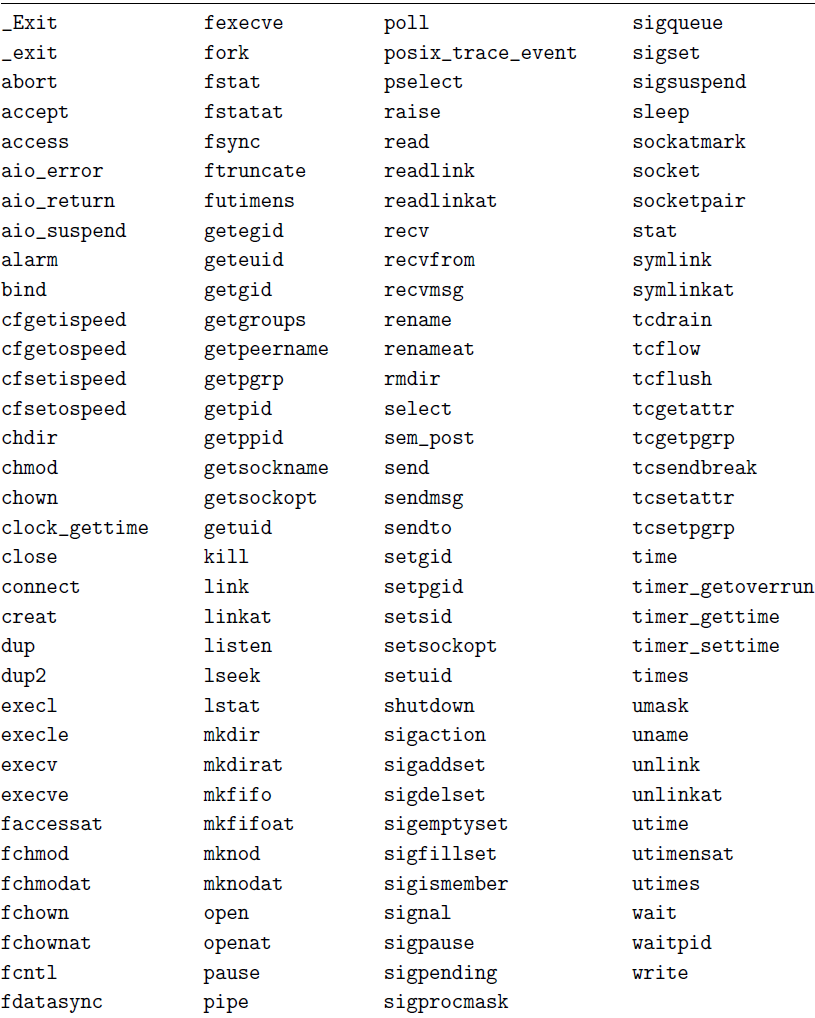 _Exit fexecve poll sigqueue
_exit fork posix_trace_event sigset
abort fstat pselect sigsuspend
accept fstatat raise sleep
access fsync read sockatmark
aio_error ftruncate readlink socket
aio_return futimens readlinkat socketpair
aio_suspend getegid recv stat
alarm geteuid recvfrom symlink
bind getgid recvmsg symlinkat
cfgetispeed getgroups rename tcdrain
cfgetospeed getpeername renameat tcflow
cfsetispeed getpgrp rmdir tcflush
cfsetospeed getpid select tcgetattr
chdir getppid sem_post tcgetpgrp
chmod getsockname send tcsendbreak
chown getsockopt sendmsg tcsetattr
clock_gettime getuid sendto tcsetpgrp
close kill setgid time
connect link setpgid timer_getoverrun
creat linkat setsid timer_gettime
dup listen setsockopt timer_settime
dup2 lseek setuid times
execl lstat shutdown umask
execle mkdir sigaction uname
execv mkdirat sigaddset unlink
execve mkfifo sigdelset unlinkat
faccessat mkfifoat sigemptyset utime
fchmod mknod sigfillset utimensat
fchmodat mknodat sigismember utimes
fchown open signal wait
fchownat openat sigpause waitpid
fcntl pause sigpending write
fdatasync pipe sigprocmask